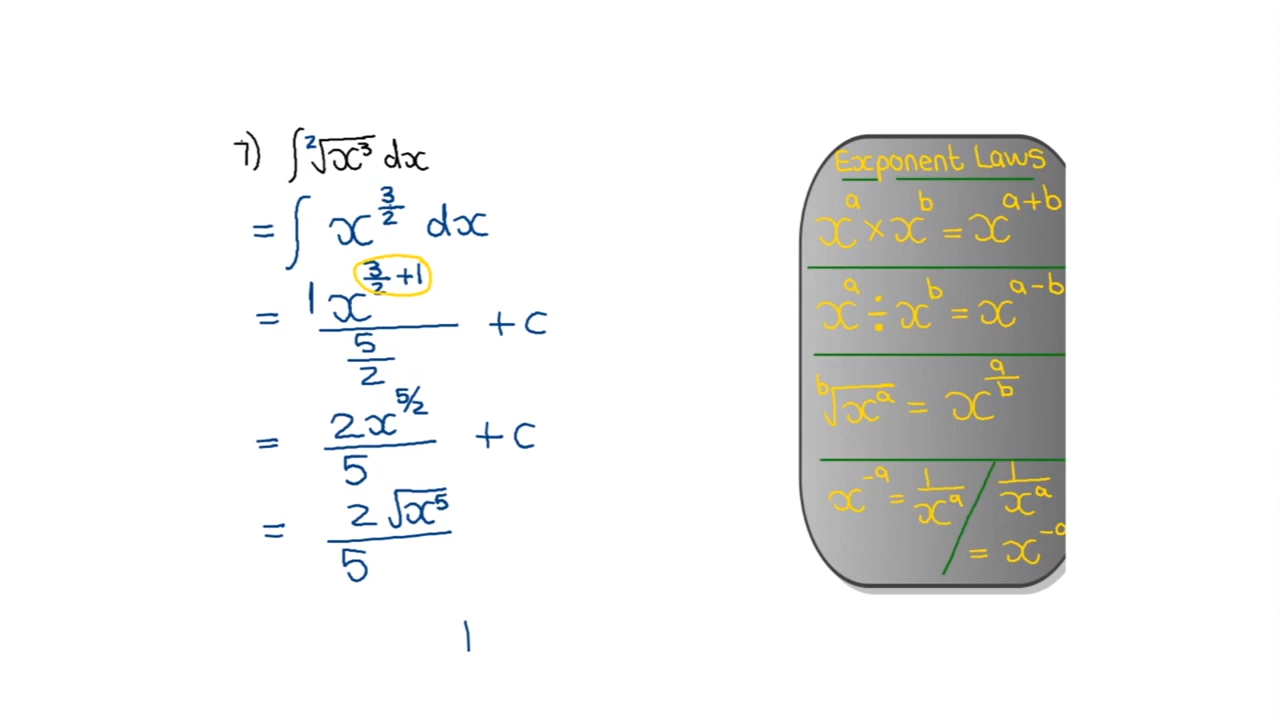 7) ∫ ²√x³ dx
= ∫ x^(3/2) dx
= 1x^(3/2 +1) / (5/2) + C
= 2x^(5/2) / 5 + C
= 2√x⁵ / 5
1
Exponent Laws
x^a × x^b = x^(a+b)
x^a ÷ x^b = x^(a-b)
^b√x^a = x^(a/b)
x^(-a) = 1/x^a / 1/x^a
= x^(-a)